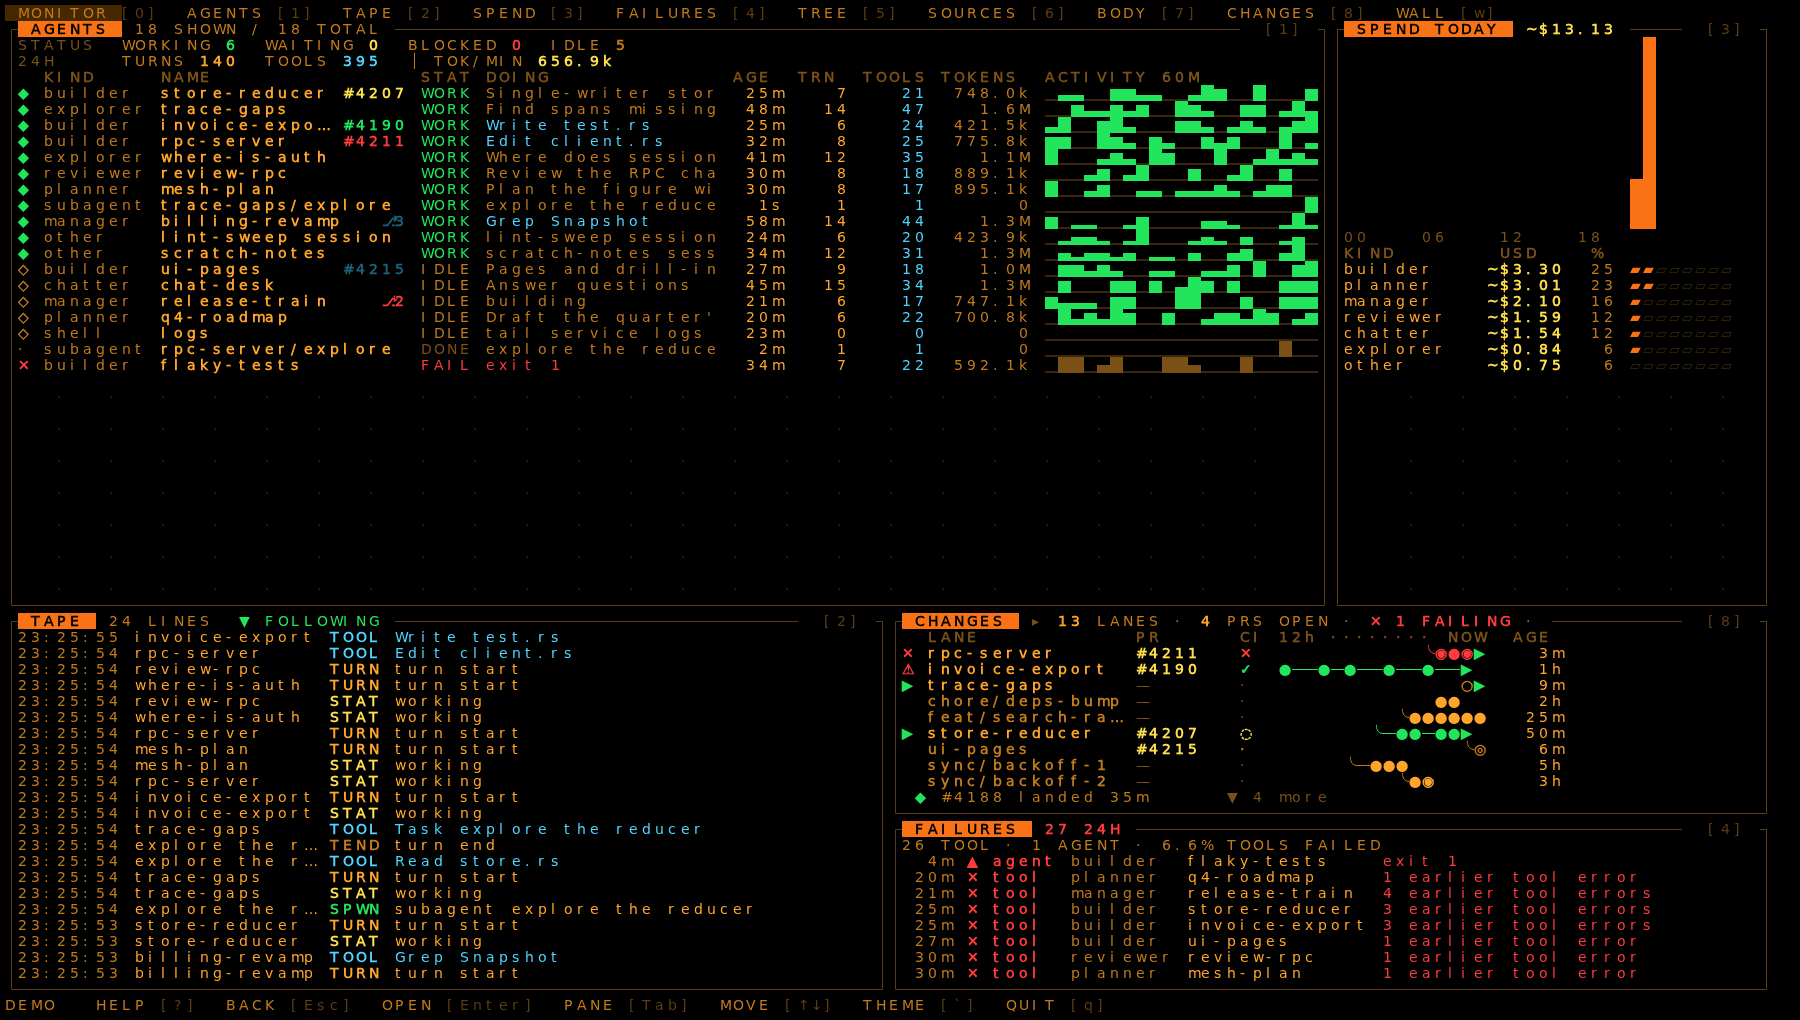 MONITOR [0] AGENTS [1] TAPE [2] SPEND [3] FAILURES [4] TREE [5] SOURCES [6] BODY [7] CHANGES [8] WALL [w]
AGENTS 18 SHOWN / 18 TOTAL [1]
STATUS WORKING 6 WAITING 0 BLOCKED 0 IDLE 5
24H TURNS 140 TOOLS 395 | TOK/MIN 656.9k
KIND NAME STAT DOING AGE TRN TOOLS TOKENS ACTIVITY 60M
◆ builder store-reducer #4207 WORK Single-writer stor 25m 7 21 748.0k
◆ explorer trace-gaps WORK Find spans missing 48m 14 47 1.6M
◆ builder invoice-expo… #4190 WORK Write test.rs 25m 6 24 421.5k
◆ builder rpc-server #4211 WORK Edit client.rs 32m 8 25 775.8k
◆ explorer where-is-auth WORK Where does session 41m 12 35 1.1M
◆ reviewer review-rpc WORK Review the RPC cha 30m 8 18 889.1k
◆ planner mesh-plan WORK Plan the figure wi 30m 8 17 895.1k
◆ subagent trace-gaps/explore WORK explore the reduce 1s 1 1 0
◆ manager billing-revamp ⎇3 WORK Grep Snapshot 58m 14 44 1.3M
◆ other lint-sweep session WORK lint-sweep session 24m 6 20 423.9k
◆ other scratch-notes WORK scratch-notes sess 34m 12 31 1.3M
◇ builder ui-pages #4215 IDLE Pages and drill-in 27m 9 18 1.0M
◇ chatter chat-desk IDLE Answer questions 45m 15 34 1.3M
◇ manager release-train ⎇2 IDLE building 21m 6 17 747.1k
◇ planner q4-roadmap IDLE Draft the quarter' 20m 6 22 700.8k
◇ shell logs IDLE tail service logs 23m 0 0 0
· subagent rpc-server/explore DONE explore the reduce 2m 1 1 0
✕ builder flaky-tests FAIL exit 1 34m 7 22 592.1k
SPEND TODAY ~$13.13 [3]
00 06 12 18
KIND USD %
builder ~$3.30 25
planner ~$3.01 23
manager ~$2.10 16
reviewer ~$1.59 12
chatter ~$1.54 12
explorer ~$0.84 6
other ~$0.75 6
TAPE 24 LINES ▼ FOLLOWING [2]
23:25:55 invoice-export TOOL Write test.rs
23:25:54 rpc-server TOOL Edit client.rs
23:25:54 review-rpc TURN turn start
23:25:54 where-is-auth TURN turn start
23:25:54 review-rpc STAT working
23:25:54 where-is-auth STAT working
23:25:54 rpc-server TURN turn start
23:25:54 mesh-plan TURN turn start
23:25:54 mesh-plan STAT working
23:25:54 rpc-server STAT working
23:25:54 invoice-export TURN turn start
23:25:54 invoice-export STAT working
23:25:54 trace-gaps TOOL Task explore the reducer
23:25:54 explore the r… TEND turn end
23:25:54 explore the r… TOOL Read store.rs
23:25:54 trace-gaps TURN turn start
23:25:54 trace-gaps STAT working
23:25:54 explore the r… SPWN subagent explore the reducer
23:25:53 store-reducer TURN turn start
23:25:53 store-reducer STAT working
23:25:53 billing-revamp TOOL Grep Snapshot
23:25:53 billing-revamp TURN turn start
CHANGES ▸ 13 LANES · 4 PRS OPEN · ✕ 1 FAILING · [8]
LANE PR CI 12h ········ NOW AGE
✕ rpc-server #4211 ✕ 3m
⚠ invoice-export #4190 ✓ 1h
▶ trace-gaps — · 9m
chore/deps-bump — · 2h
feat/search-ra… — · 25m
▶ store-reducer #4207 ◌ 50m
ui-pages #4215 · 6m
sync/backoff-1 — · 5h
sync/backoff-2 — · 3h
◆ #4188 landed 35m ▼ 4 more
FAILURES 27 24H [4]
26 TOOL · 1 AGENT · 6.6% TOOLS FAILED
4m ▲ agent builder flaky-tests exit 1
20m ✕ tool planner q4-roadmap 1 earlier tool error
21m ✕ tool manager release-train 4 earlier tool errors
25m ✕ tool builder store-reducer 3 earlier tool errors
25m ✕ tool builder invoice-export 3 earlier tool errors
27m ✕ tool builder ui-pages 1 earlier tool error
30m ✕ tool reviewer review-rpc 1 earlier tool error
30m ✕ tool planner mesh-plan 1 earlier tool error
DEMO HELP [?] BACK [Esc] OPEN [Enter] PANE [Tab] MOVE [↑↓] THEME [`] QUIT [q]